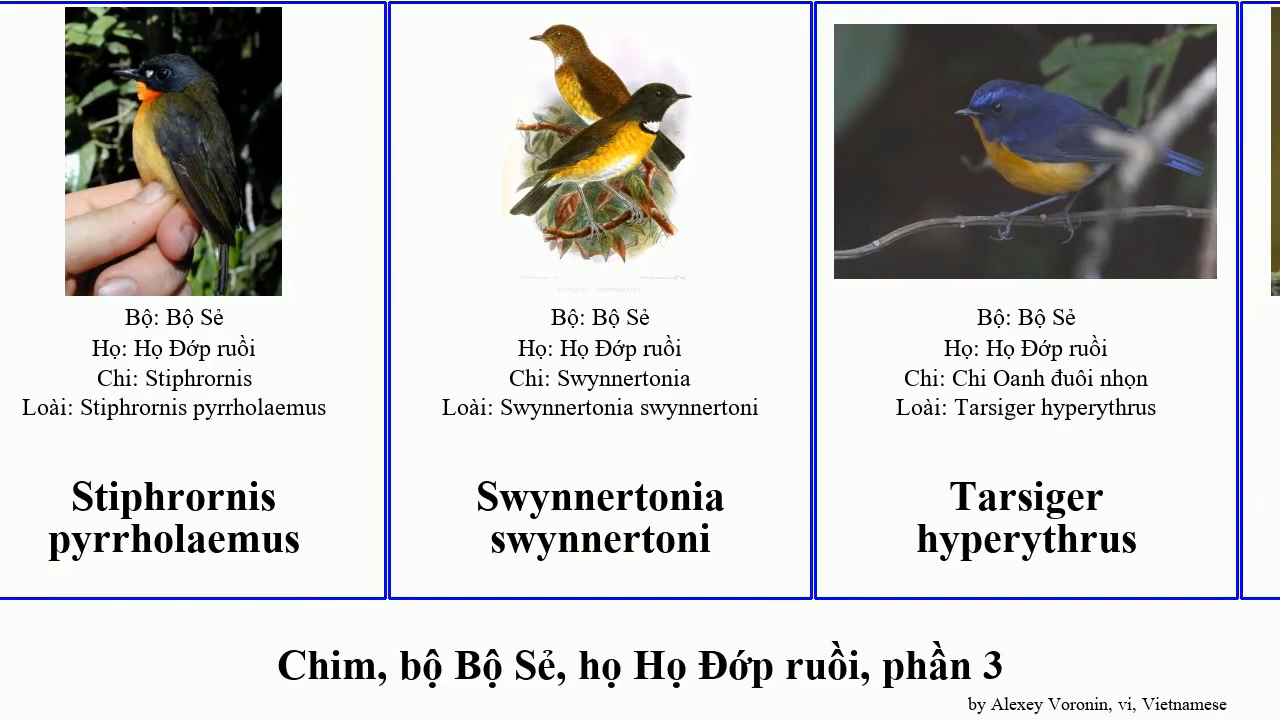 Bộ: Bộ Sẻ
Họ: Họ Đớp ruồi
Chi: Stiphrornis
Loài: Stiphrornis pyrrholaemus
Stiphrornis
pyrrholaemus
Bộ: Bộ Sẻ
Họ: Họ Đớp ruồi
Chi: Swynnertonia
Loài: Swynnertonia swynnertoni
Swynnertonia
swynnertoni
Bộ: Bộ Sẻ
Họ: Họ Đớp ruồi
Chi: Chi Oanh đuôi nhọn
Loài: Tarsiger hyperythrus
Tarsiger
hyperythrus
Chim, bộ Bộ Sẻ, họ Họ Đớp ruồi, phần 3
by Alexey Voronin, vi, Vietnamese